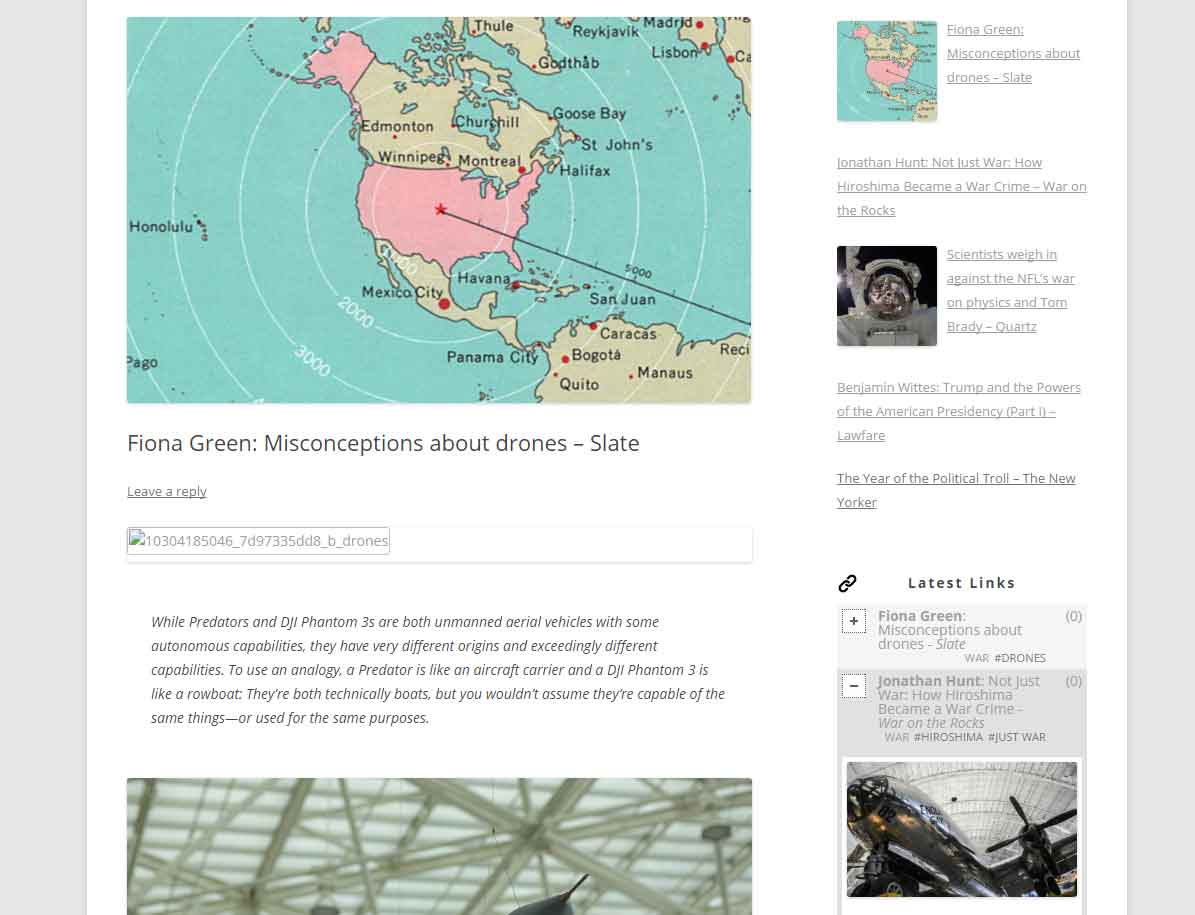 Thule
Reykjavik
Madrid
Lisbon
Godthåb
Goose Bay
Churchill
Edmonton
St John's
Winnipeg
Montreal
Halifax
Honolulu
5000
Havana
Mexico City
San Juan
2000
Caracas
Panama City
Bogotá
Reci
3000
Pago
Manaus
Quito
Fiona Green: Misconceptions about drones – Slate
Leave a reply
10304185046_7d97335dd8_b_drones
While Predators and DJI Phantom 3s are both unmanned aerial vehicles with some
autonomous capabilities, they have very different origins and exceedingly different
capabilities. To use an analogy, a Predator is like an aircraft carrier and a DJI Phantom 3 is
like a rowboat: They’re both technically boats, but you wouldn’t assume they’re capable of the
same things—or used for the same purposes.
Fiona Green:
Misconceptions about
drones – Slate
Jonathan Hunt: Not Just War: How
Hiroshima Became a War Crime – War on
the Rocks
Scientists weigh in
against the NFL’s war
on physics and Tom
Brady – Quartz
Benjamin Wittes: Trump and the Powers
of the American Presidency (Part I) –
Lawfare
The Year of the Political Troll – The New
Yorker
Latest Links
+ Fiona Green: (0)
Misconceptions about
drones - Slate
WAR #DRONES
− Jonathan Hunt: Not Just (0)
War: How Hiroshima
Became a War Crime -
War on the Rocks
WAR #HIROSHIMA #JUST WAR
82